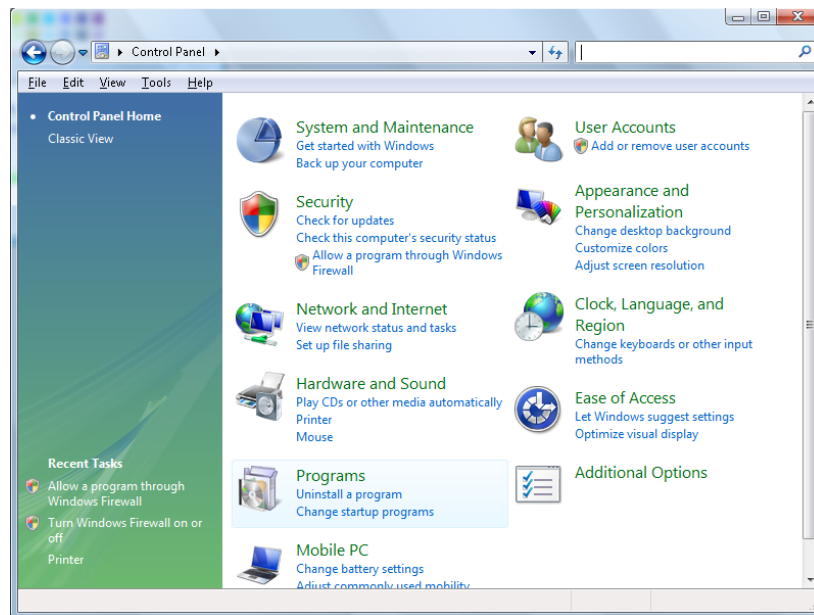 Control Panel
File Edit View Tools Help
Control Panel Home
Classic View
Recent Tasks
Allow a program through
Windows Firewall
Turn Windows Firewall on or
off
Printer
System and Maintenance
Get started with Windows
Back up your computer
Security
Check for updates
Check this computer's security status
Allow a program through Windows
Firewall
Network and Internet
View network status and tasks
Set up file sharing
Hardware and Sound
Play CDs or other media automatically
Printer
Mouse
Programs
Uninstall a program
Change startup programs
Mobile PC
Change battery settings
Adjust commonly used mobility
User Accounts
Add or remove user accounts
Appearance and
Personalization
Change desktop background
Customize colors
Adjust screen resolution
Clock, Language, and
Region
Change keyboards or other input
methods
Ease of Access
Let Windows suggest settings
Optimize visual display
Additional Options